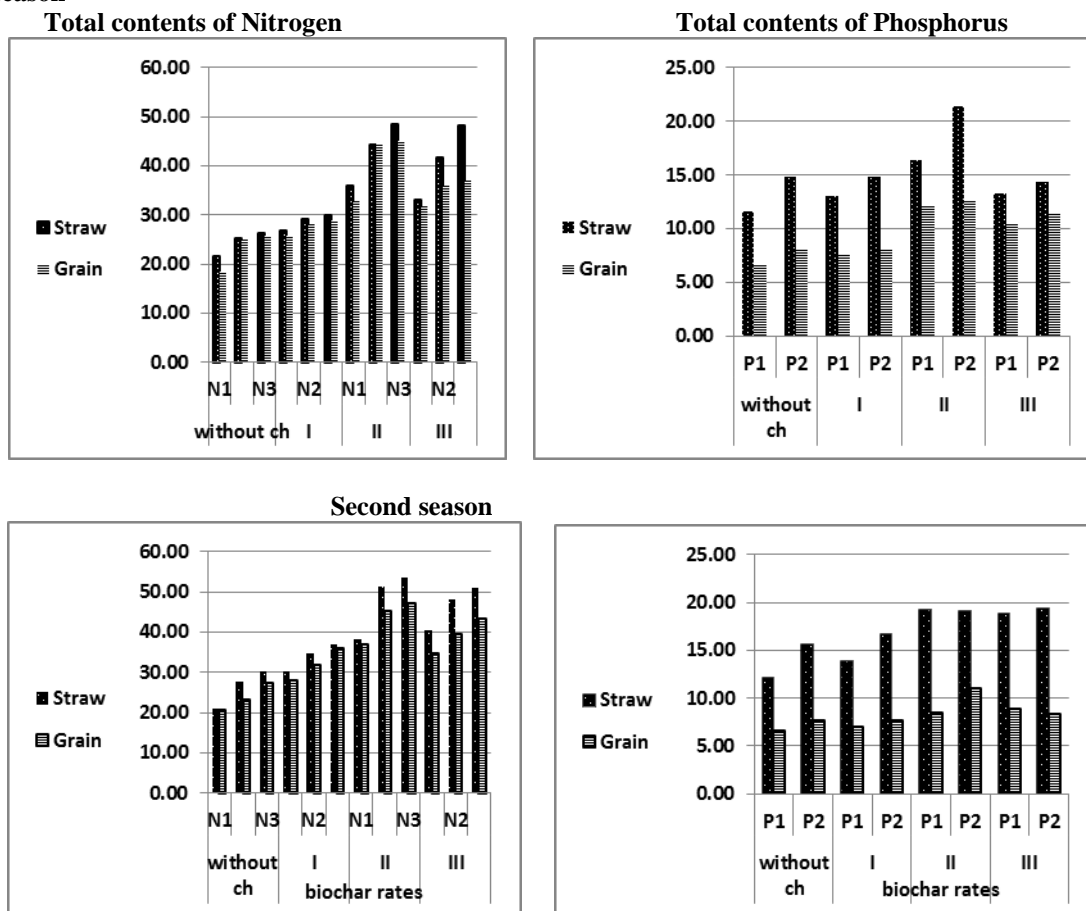 eason
Total contents of Nitrogen
Total contents of Phosphorus
60.00
50.00
40.00
30.00
20.00
10.00
0.00
Straw
Grain
N1 N3 N2 N1 N3 N2
without ch I II III
25.00
20.00
15.00
10.00
5.00
0.00
Straw
Grain
P1 P2 P1 P2 P1 P2 P1 P2
without I II III
ch
Second season
60.00
50.00
40.00
30.00
20.00
10.00
0.00
Straw
Grain
N1 N3 N2 N1 N3 N2
without I II III
ch
biochar rates
25.00
20.00
15.00
10.00
5.00
0.00
Straw
Grain
P1 P2 P1 P2 P1 P2 P1 P2
without I II III
ch
biochar rates